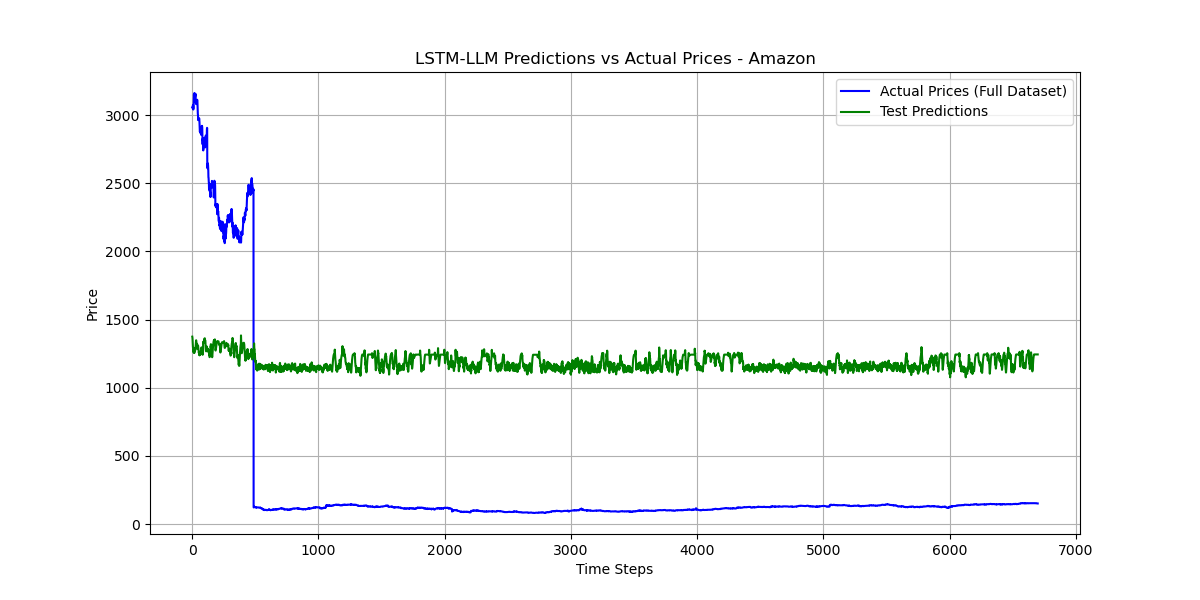 LSTM-LLM Predictions vs Actual Prices - Amazon
Actual Prices (Full Dataset)
Test Predictions
Price
3000
2500
2000
1500
1000
500
0
0 1000 2000 3000 4000 5000 6000 7000
Time Steps